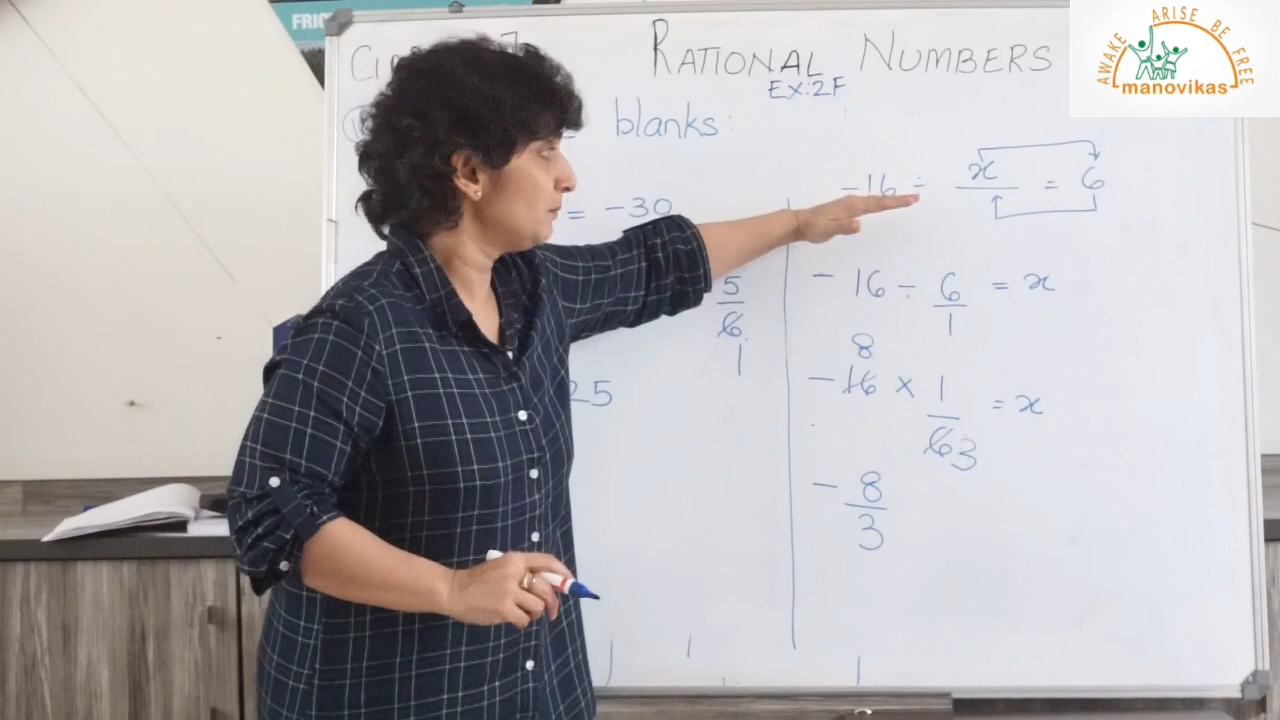 FRIC
RATIONAL NUMBERS
EX:2F
blanks:
= -30
5
6
1
25
-16 ÷ x = 6
- 16 ÷ 6/1 = x
8
- 16 × 1/6 = x
3
- 8/3
AWAKE ARISE BE FREE
manovikas